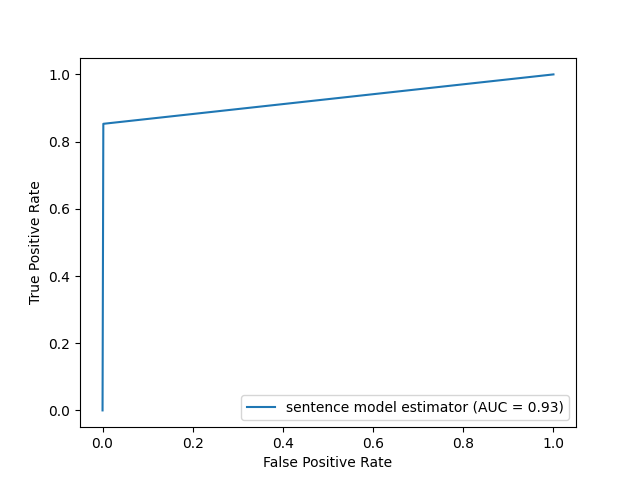 1.0
0.8
0.6
0.4
0.2
0.0
True Positive Rate
sentence model estimator (AUC = 0.93)
0.0 0.2 0.4 0.6 0.8 1.0
False Positive Rate